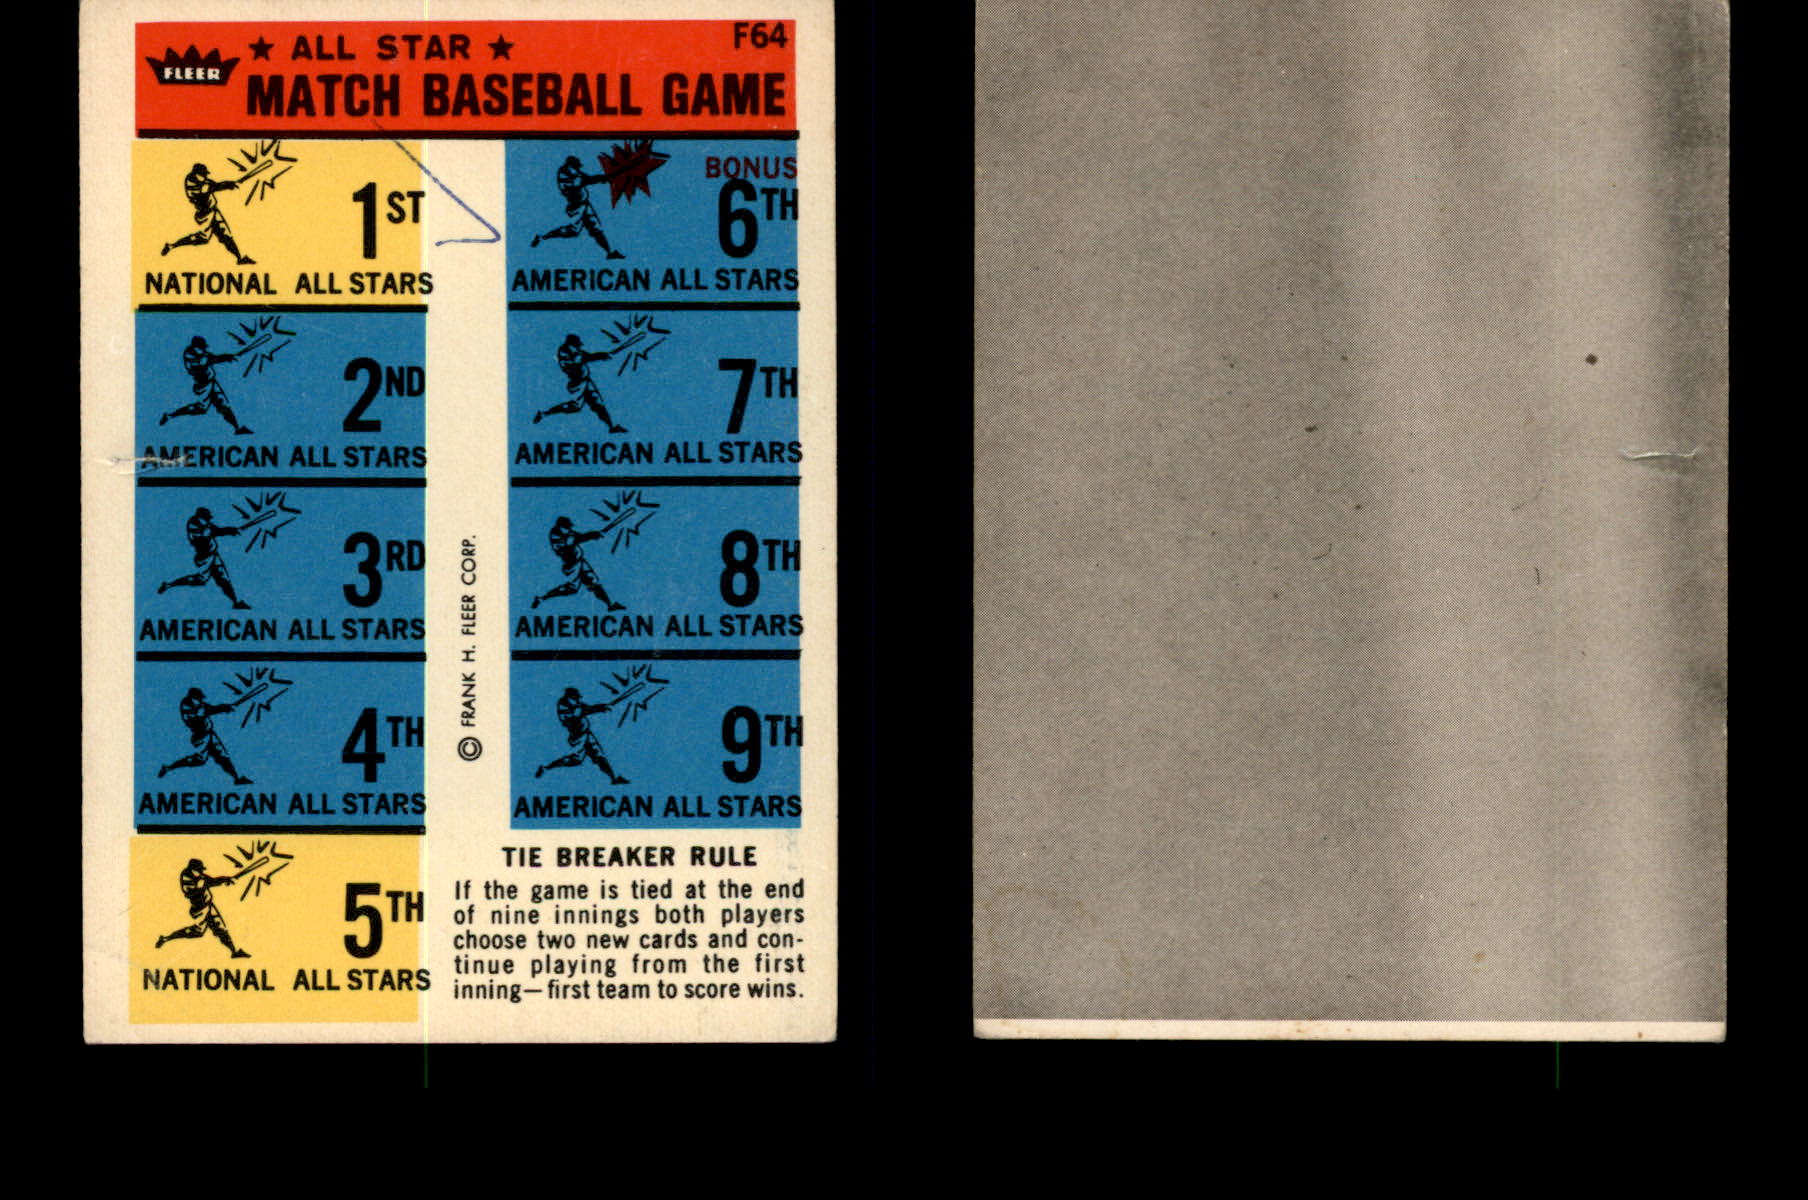 F64
★ ALL STAR ★
FLEER
MATCH BASEBALL GAME
1ST
NATIONAL ALL STARS
2ND
AMERICAN ALL STARS
3RD
AMERICAN ALL STARS
4TH
AMERICAN ALL STARS
5TH
NATIONAL ALL STARS
© FRANK H. FLEER CORP.
BONUS
6TH
AMERICAN ALL STARS
7TH
AMERICAN ALL STARS
8TH
AMERICAN ALL STARS
9TH
AMERICAN ALL STARS
TIE BREAKER RULE
If the game is tied at the end
of nine innings both players
choose two new cards and con-
tinue playing from the first
inning—first team to score wins.